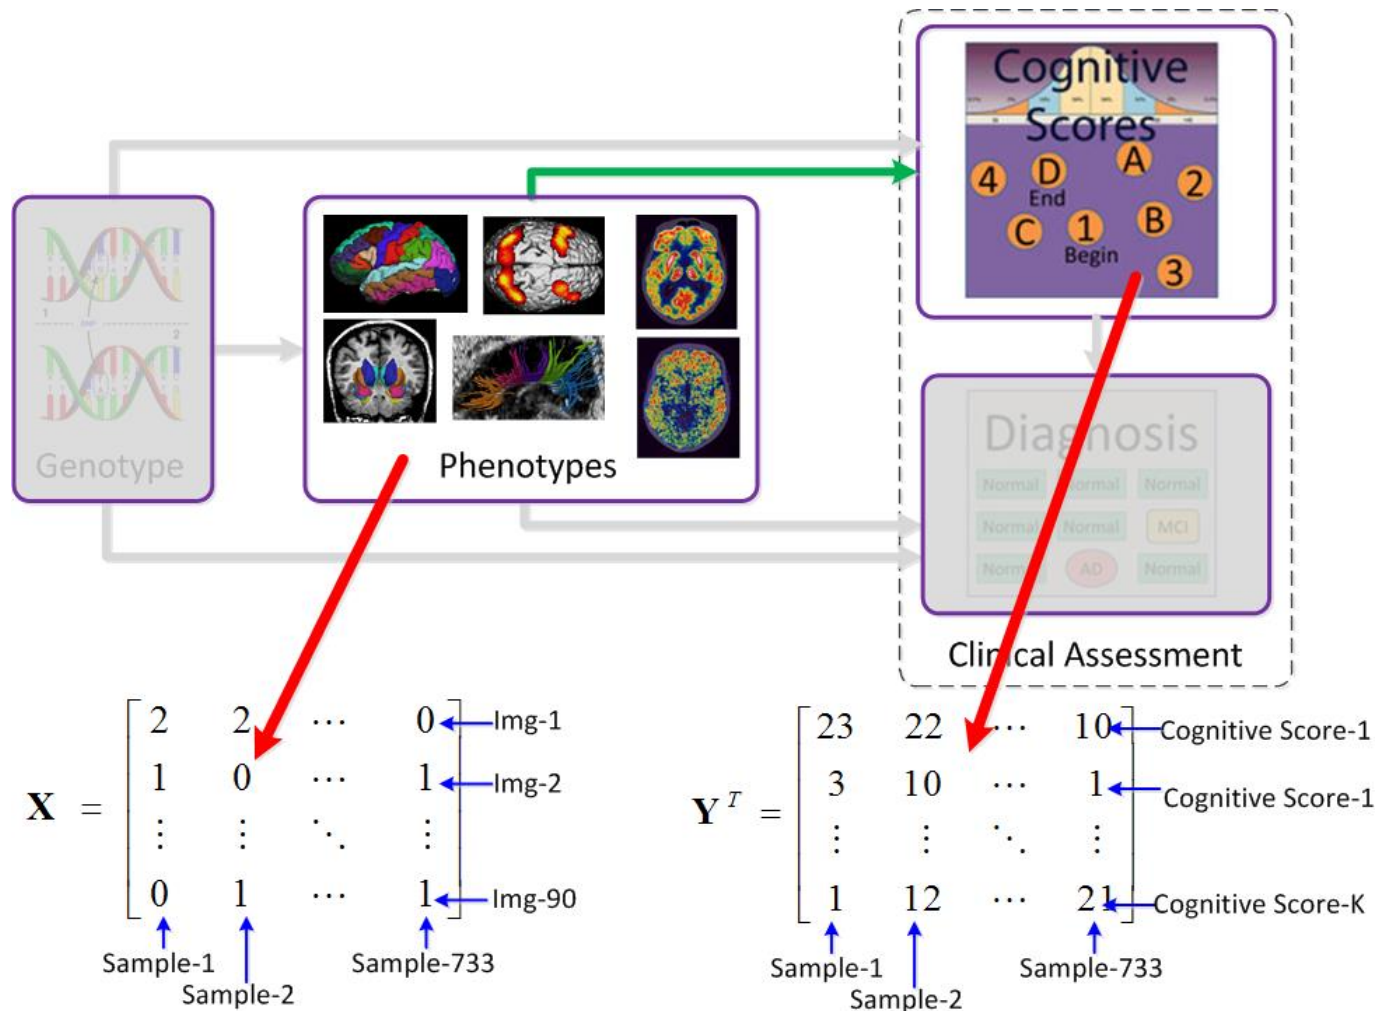 Cognitive
Scores
4
D
End
A
2
C
1
Begin
B
3
1
2
Genotype
Phenotypes
Diagnosis
Normal Normal Normal
Normal Normal MCI
Normal AD Normal
Clinical Assessment
X =
2 2 ⋯ 0 Img-1
1 0 ⋯ 1 Img-2
⋮ ⋮ ⋱ ⋮
0 1 ⋯ 1 Img-90
Sample-1
Sample-2
Sample-733
Y^T =
23 22 ⋯ 10 Cognitive Score-1
3 10 ⋯ 1 Cognitive Score-1
⋮ ⋮ ⋱ ⋮
1 12 ⋯ 21 Cognitive Score-K
Sample-1
Sample-2
Sample-733